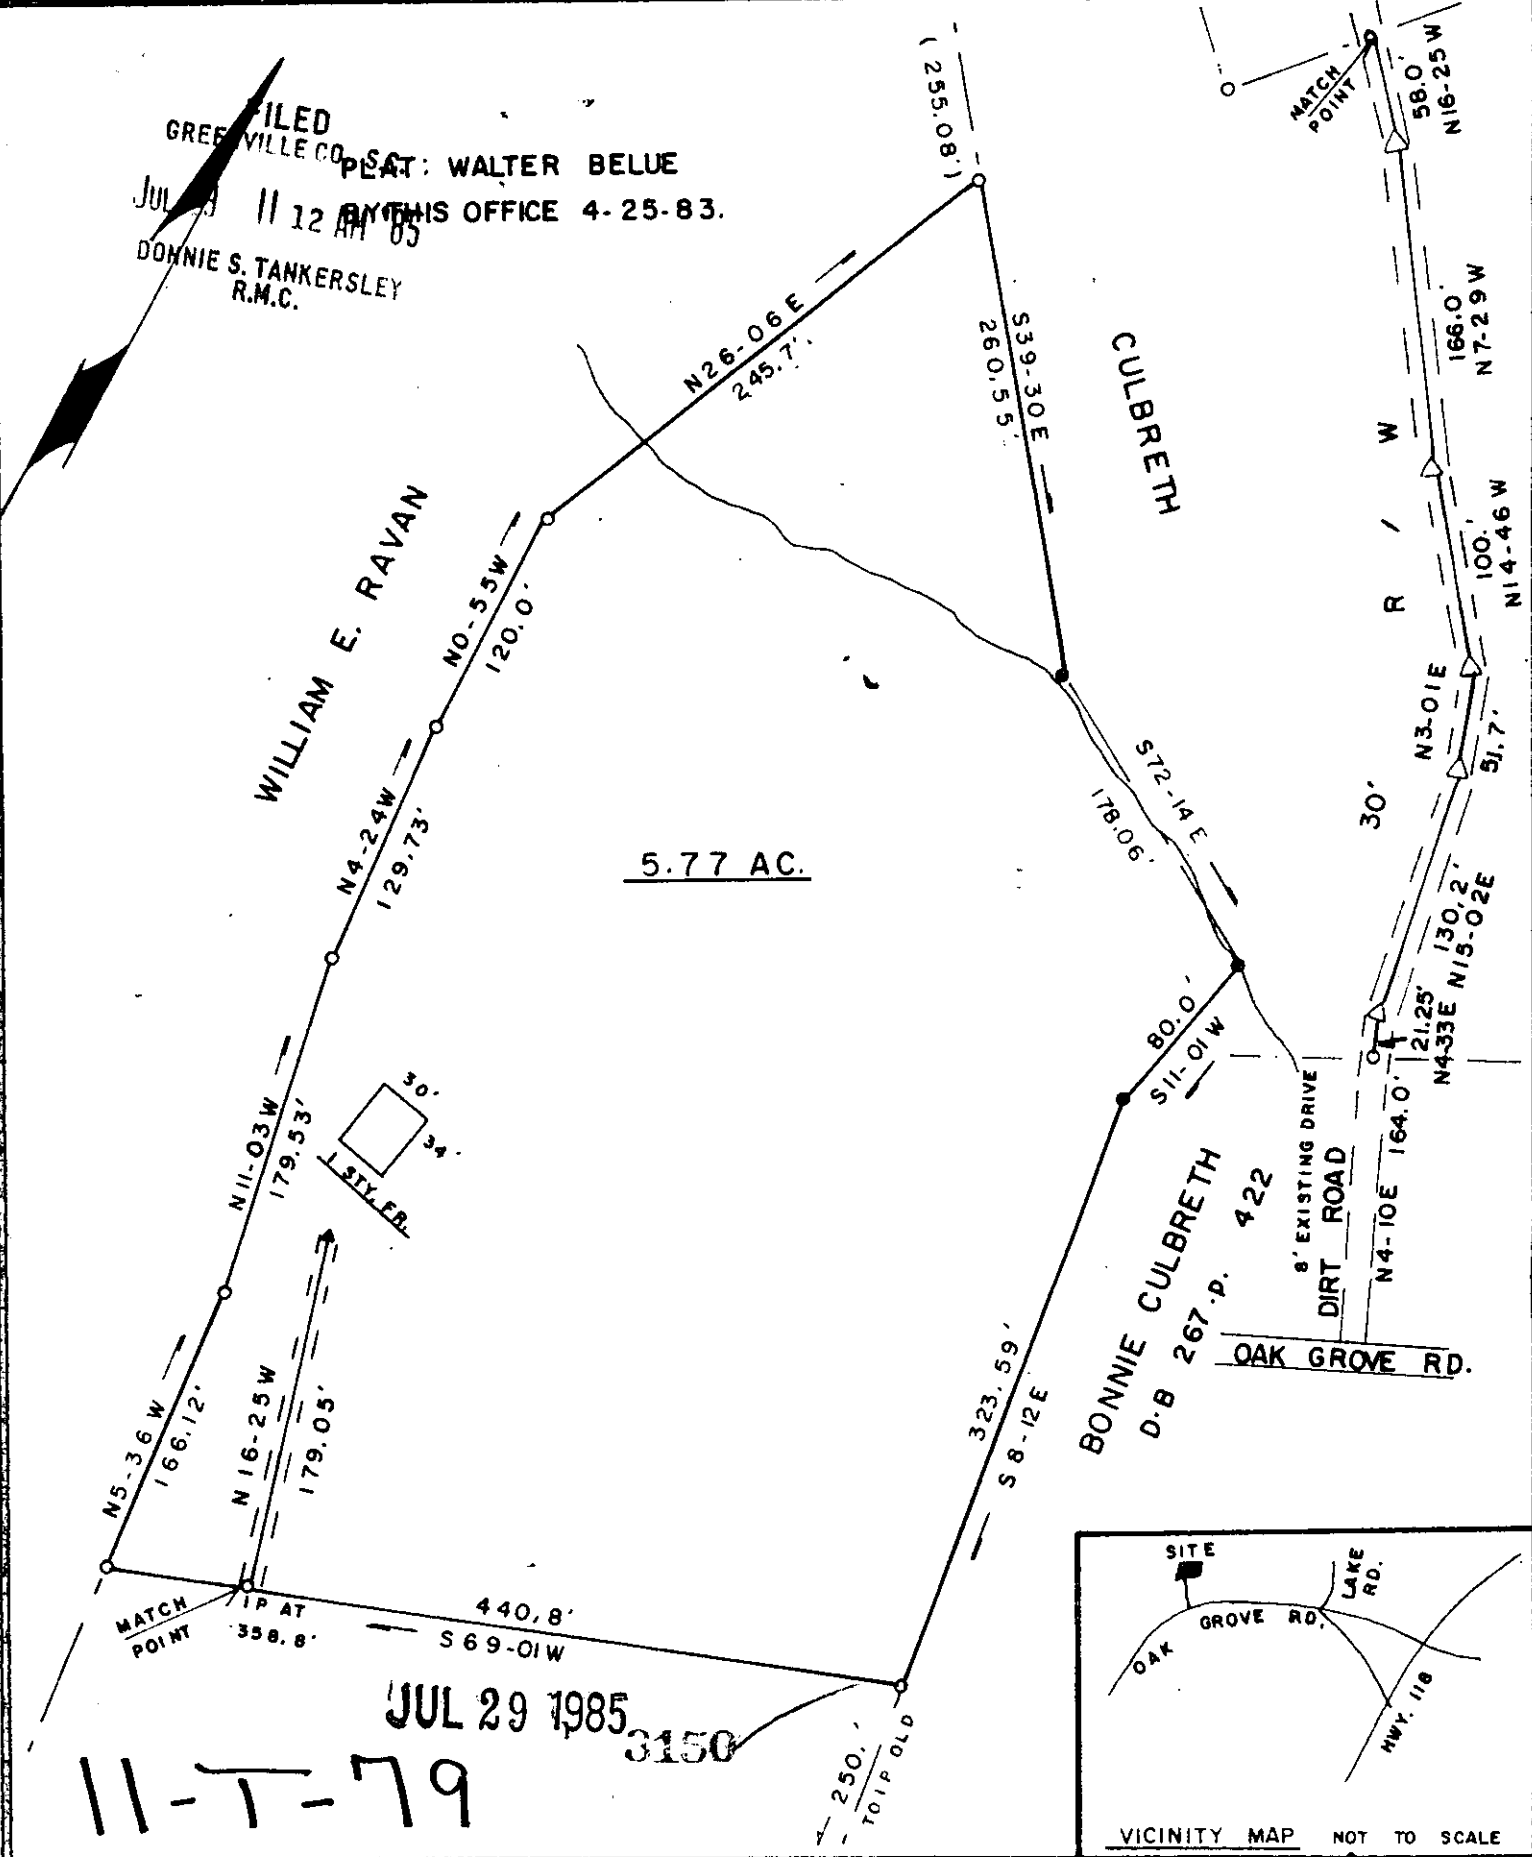 FILED
GREENVILLE CO. S.C.
JUL 29 11 12 AM '85
DONNIE S. TANKERSLEY
R.M.C.
PLAT: WALTER BELUE
BY THIS OFFICE 4-25-83.
(255.08')
MATCH
POINT
58.0'
N16-25W
166.0'
N7-29W
100.'
N14-46W
N3-01E
51.7'
130.2'
N15-02E
21.25'
N4-33E
30' R / W
N26-06E
245.7'
S39-30E
260.55'
CULBRETH
WILLIAM E. RAVAN
N0-55W
120.0'
N4-24W
129.73'
5.77 AC.
S72-14E
178.06'
80.0'
S11-01W
N11-03W
179.53'
30'
34'
1 STY. FR.
N16-25W
179.05'
N5-36W
166.12'
323.59'
S8-12E
BONNIE CULBRETH
D.B 267 p. 422
8' EXISTING DRIVE
DIRT ROAD
N4-10E 164.0'
OAK GROVE RD.
MATCH
POINT
IP AT
358.8'
440.8'
S69-01W
250.'
TO IP OLD
JUL 29 1985
3150
11-T-79
SITE
LAKE
RD.
OAK GROVE RD.
HWY. 118
VICINITY MAP NOT TO SCALE